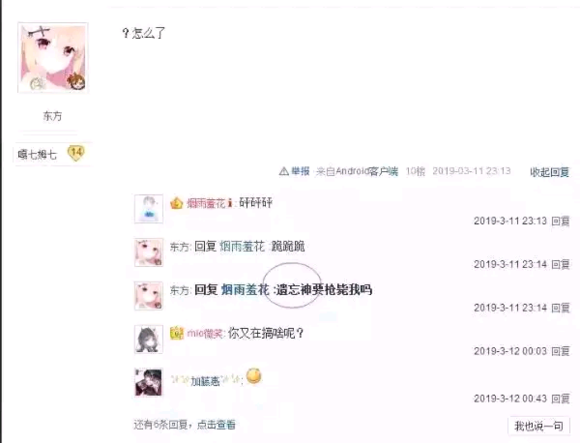 ？怎么了
东方
嘻七拇七 14
举报 来自Android客户端 10楼 2019-03-11 23:13 收起回复
烟雨羞花: 砰砰砰
2019-3-11 23:13 回复
东方: 回复 烟雨羞花 :跪跪跪
2019-3-11 23:14 回复
东方: 回复 烟雨羞花 :遗忘神要枪毙我吗
2019-3-11 23:14 回复
mio微笑: 你又在搞啥呢？
2019-3-12 00:03 回复
加藤惠 :
2019-3-12 00:43 回复
还有6条回复，点击查看
我也说一句